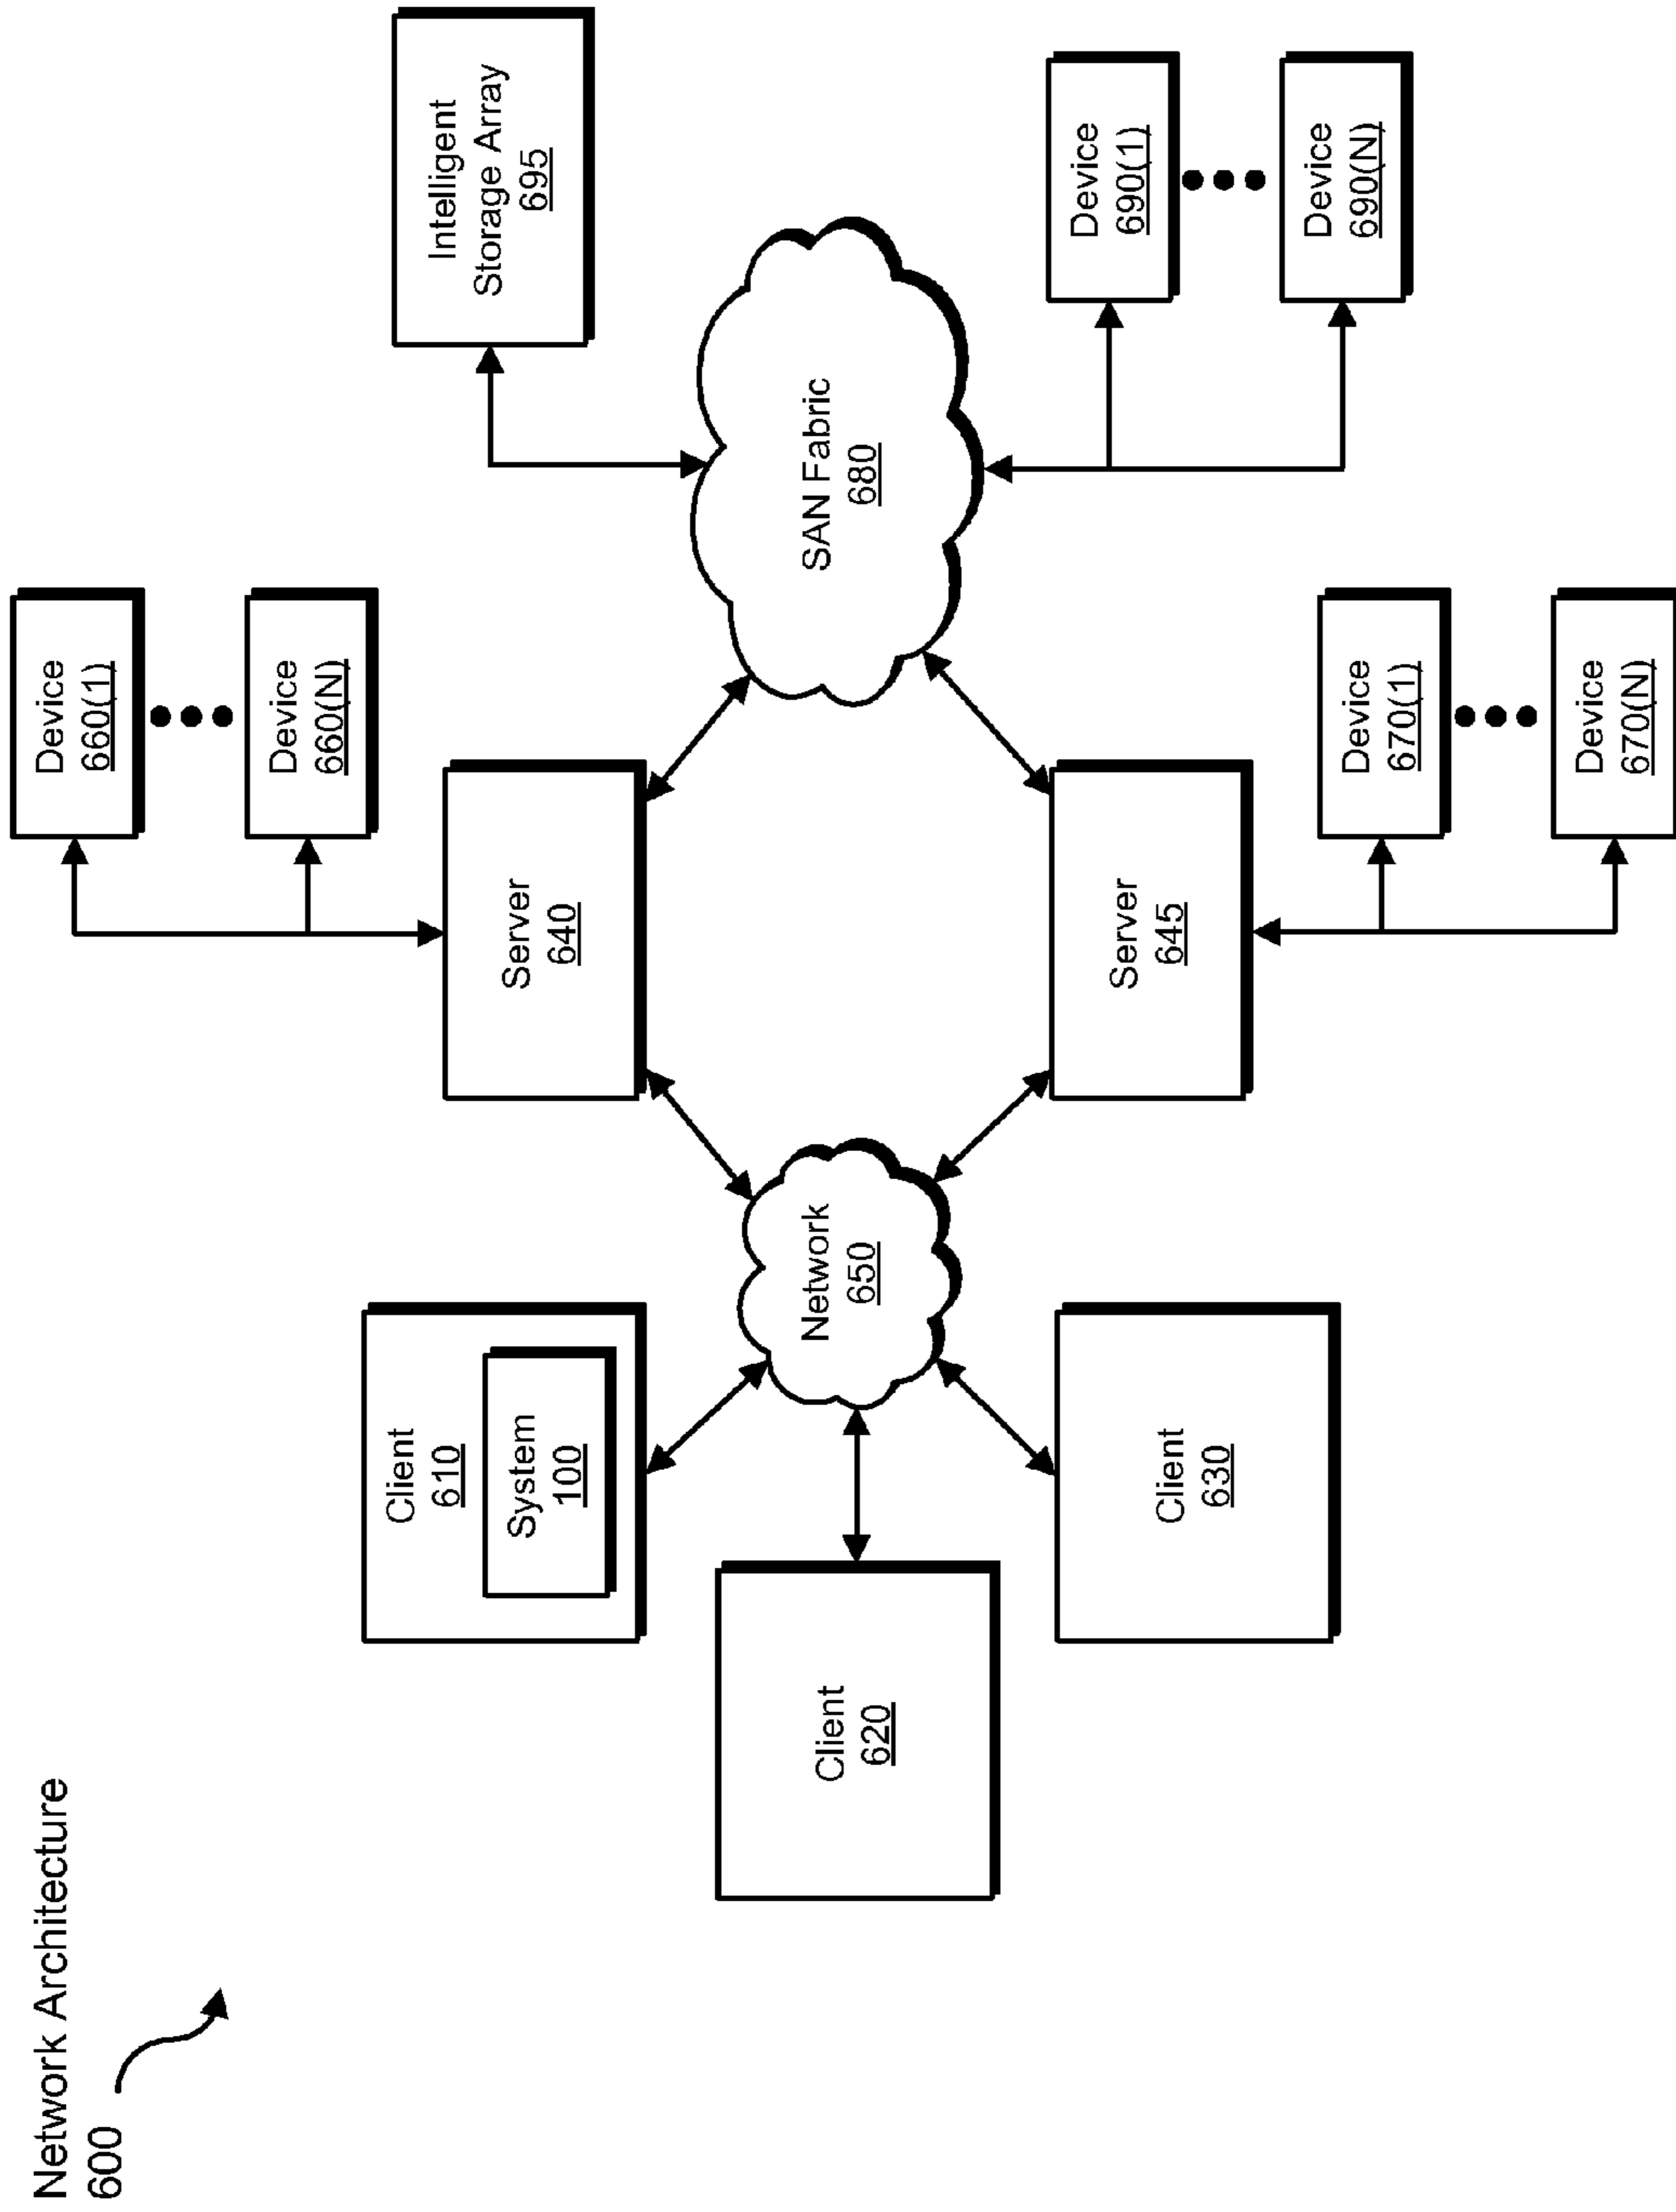 Network Architecture
600
Client
610
System
100
Client
620
Client
630
Network
650
Server
640
Server
645
Device
660(1)
Device
660(N)
Device
670(1)
Device
670(N)
SAN Fabric
680
Intelligent
Storage Array
695
Device
690(1)
Device
690(N)